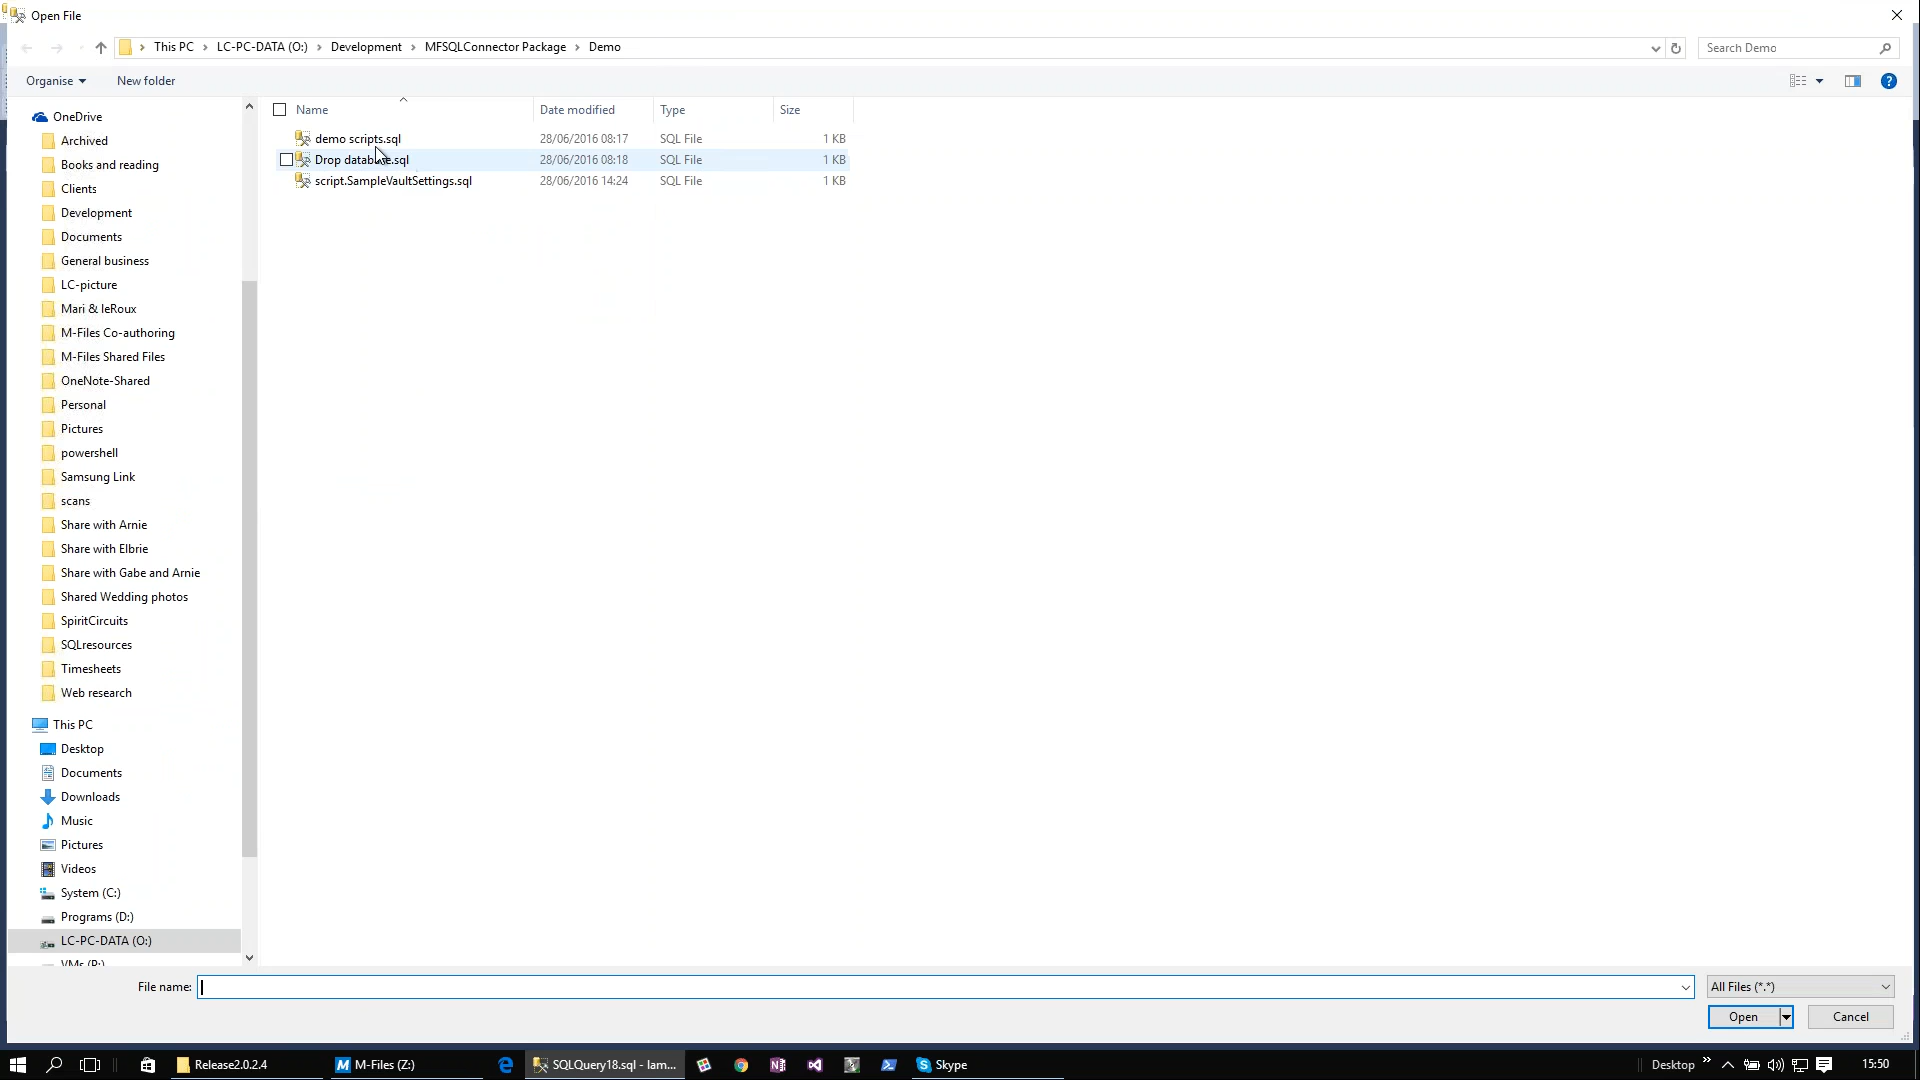 Open File
This PC > LC-PC-DATA (O:) > Development > MFSQLConnector Package > Demo
Search Demo
Organise
New folder
Name
Date modified
Type
Size
demo scripts.sql 28/06/2016 08:17 SQL File 1 KB
Drop database.sql 28/06/2016 08:18 SQL File 1 KB
script.SampleVaultSettings.sql 28/06/2016 14:24 SQL File 1 KB
OneDrive
Archived
Books and reading
Clients
Development
Documents
General business
LC-picture
Mari & leRoux
M-Files Co-authoring
M-Files Shared Files
OneNote-Shared
Personal
Pictures
powershell
Samsung Link
scans
Share with Arnie
Share with Elbrie
Share with Gabe and Arnie
Shared Wedding photos
SpiritCircuits
SQLresources
Timesheets
Web research
This PC
Desktop
Documents
Downloads
Music
Pictures
Videos
System (C:)
Programs (D:)
LC-PC-DATA (O:)
VMs (P:)
File name:
All Files (*.*)
Open
Cancel
Release2.0.2.4
M-Files (Z:)
SQLQuery18.sql - lam...
Skype
Desktop
15:50